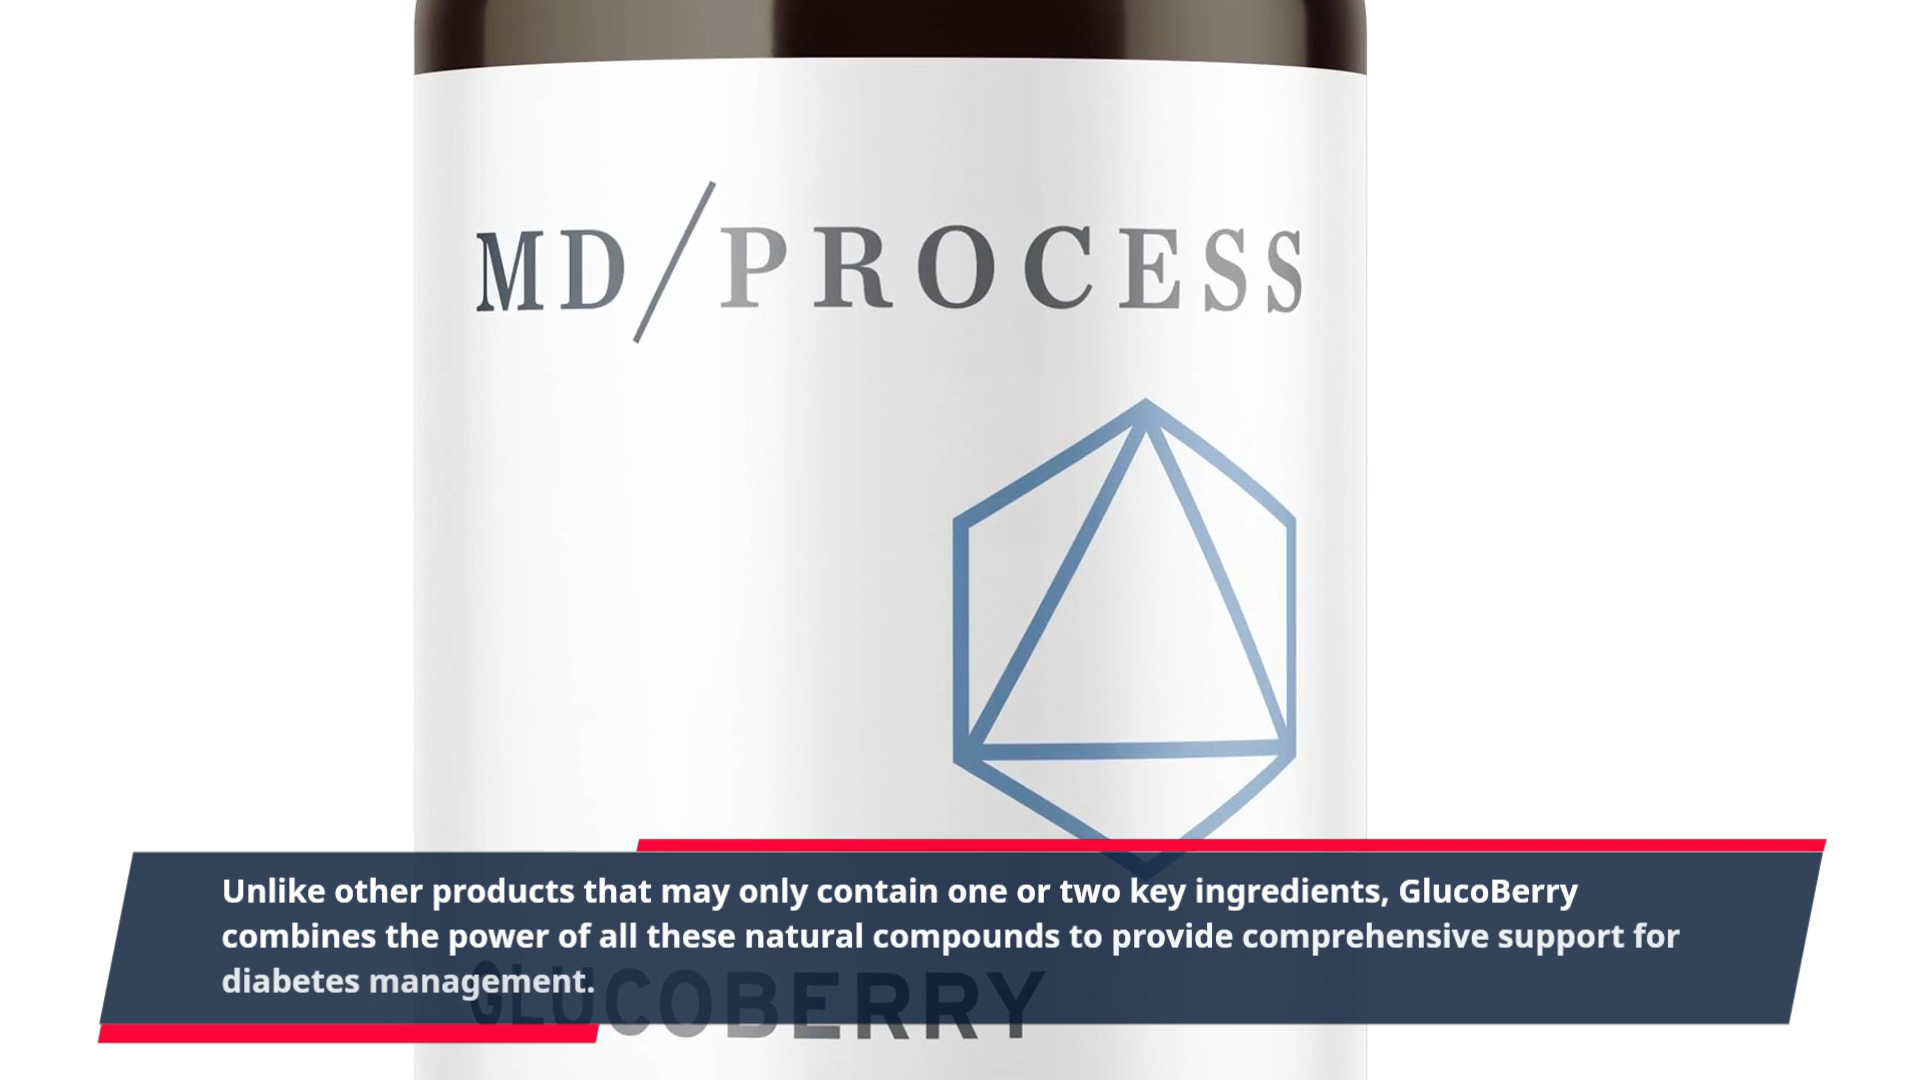 MD/PROCESS
Unlike other products that may only contain one or two key ingredients, GlucoBerry
combines the power of all these natural compounds to provide comprehensive support for
diabetes management.
GLUCOBERRY